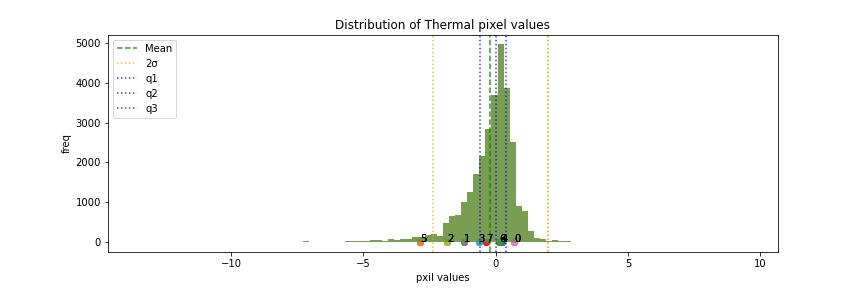 Distribution of Thermal pixel values
Mean
2σ
q1
q2
q3
freq
5000
4000
3000
2000
1000
0
5 2 1 3 7 0
−10 −5 0 5 10
pxil values